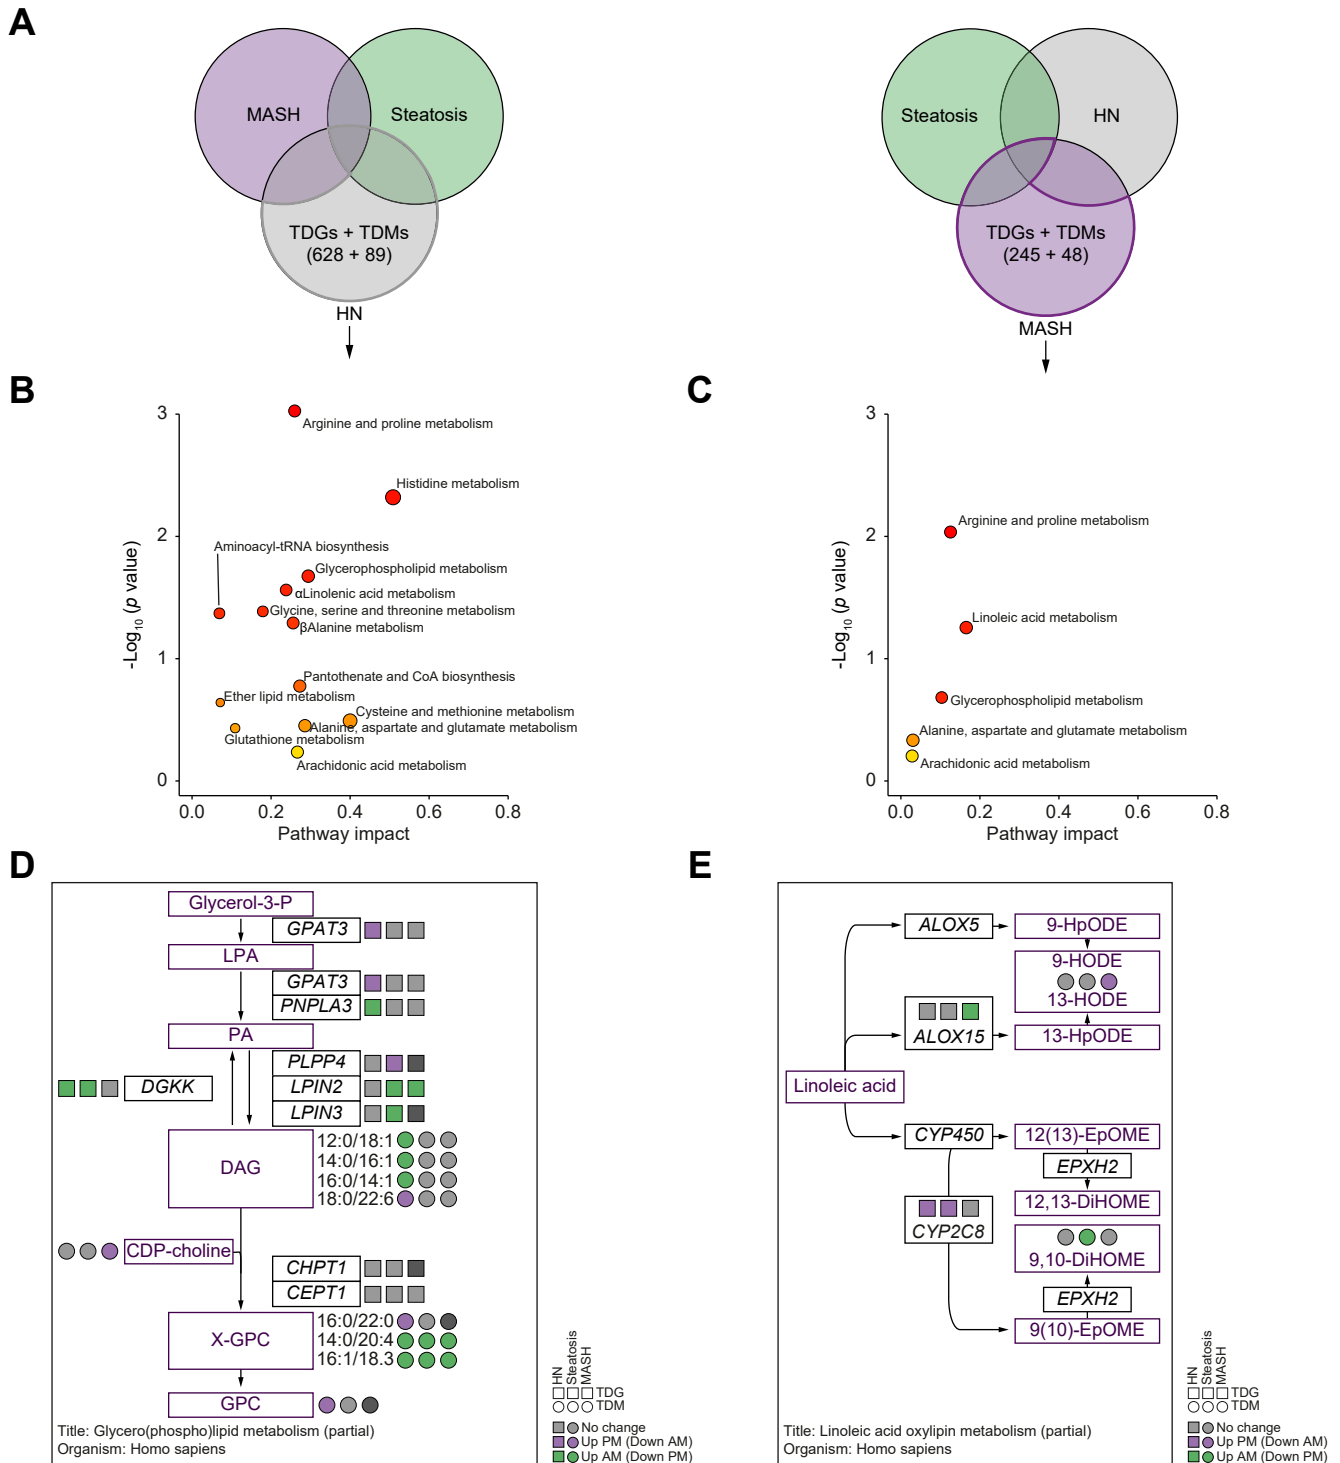 A
MASH
Steatosis
TDGs + TDMs
(628 + 89)
HN
Steatosis
HN
TDGs + TDMs
(245 + 48)
MASH
B
3
2
1
0
-Log10 (p value)
Arginine and proline metabolism
Histidine metabolism
Aminoacyl-tRNA biosynthesis
Glycerophospholipid metabolism
αLinolenic acid metabolism
Glycine, serine and threonine metabolism
βAlanine metabolism
Pantothenate and CoA biosynthesis
Ether lipid metabolism
Cysteine and methionine metabolism
Alanine, aspartate and glutamate metabolism
Glutathione metabolism
Arachidonic acid metabolism
0.0 0.2 0.4 0.6 0.8
Pathway impact
C
3
2
1
0
-Log10 (p value)
Arginine and proline metabolism
Linoleic acid metabolism
Glycerophospholipid metabolism
Alanine, aspartate and glutamate metabolism
Arachidonic acid metabolism
0.0 0.2 0.4 0.6 0.8
Pathway impact
D
Glycerol-3-P
GPAT3
LPA
GPAT3
PNPLA3
PA
PLPP4
DGKK
LPIN2
LPIN3
DAG
12:0/18:1
14:0/16:1
16:0/14:1
18:0/22:6
CDP-choline
CHPT1
CEPT1
X-GPC
16:0/22:0
14:0/20:4
16:1/18.3
GPC
Title: Glycero(phospho)lipid metabolism (partial)
Organism: Homo sapiens
HN
Steatosis
MASH
TDG
TDM
No change
Up PM (Down AM)
Up AM (Down PM)
E
ALOX5
9-HpODE
9-HODE
13-HODE
ALOX15
13-HpODE
Linoleic acid
CYP450
12(13)-EpOME
EPXH2
12,13-DiHOME
CYP2C8
9,10-DiHOME
EPXH2
9(10)-EpOME
Title: Linoleic acid oxylipin metabolism (partial)
Organism: Homo sapiens
HN
Steatosis
MASH
TDG
TDM
No change
Up PM (Down AM)
Up AM (Down PM)